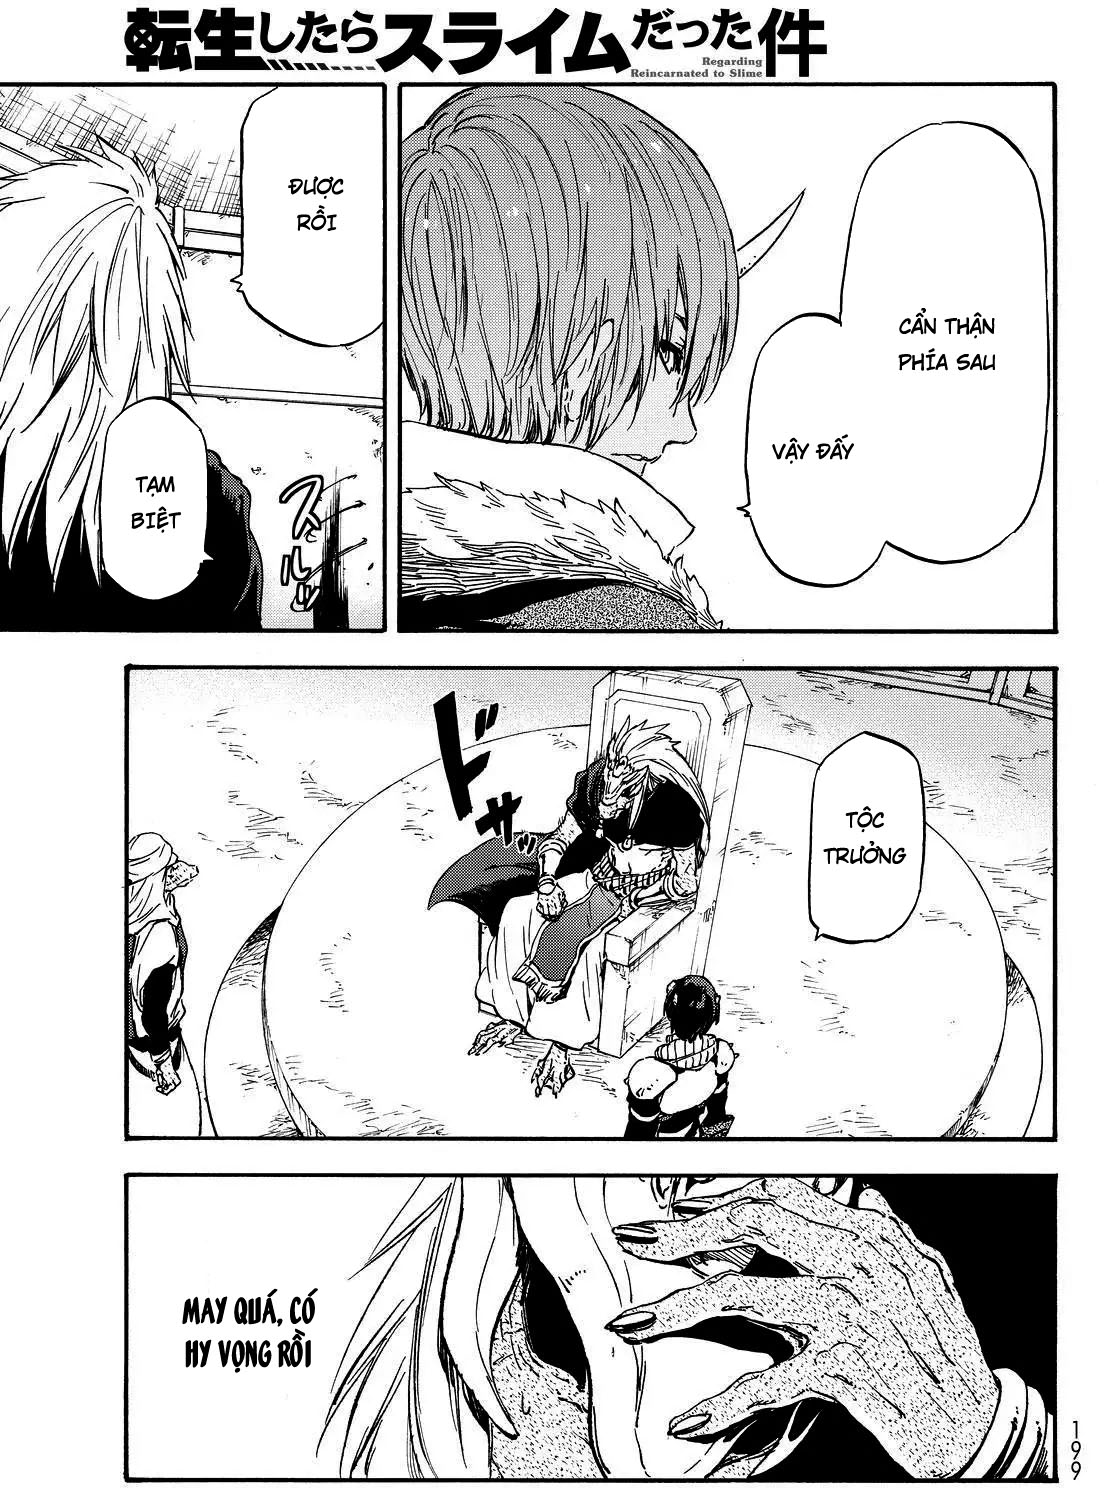 転生したらスライムだった件
Regarding
Reincarnated to Slime
CẨN THẬN
PHÍA SAU
VẬY ĐẤY
ĐƯỢC
RỒI
TẠM
BIỆT
スルルッ
ドサッ
TỘC
TRƯỞNG
MAY QUÁ, CÓ
HY VỌNG RỒI
199